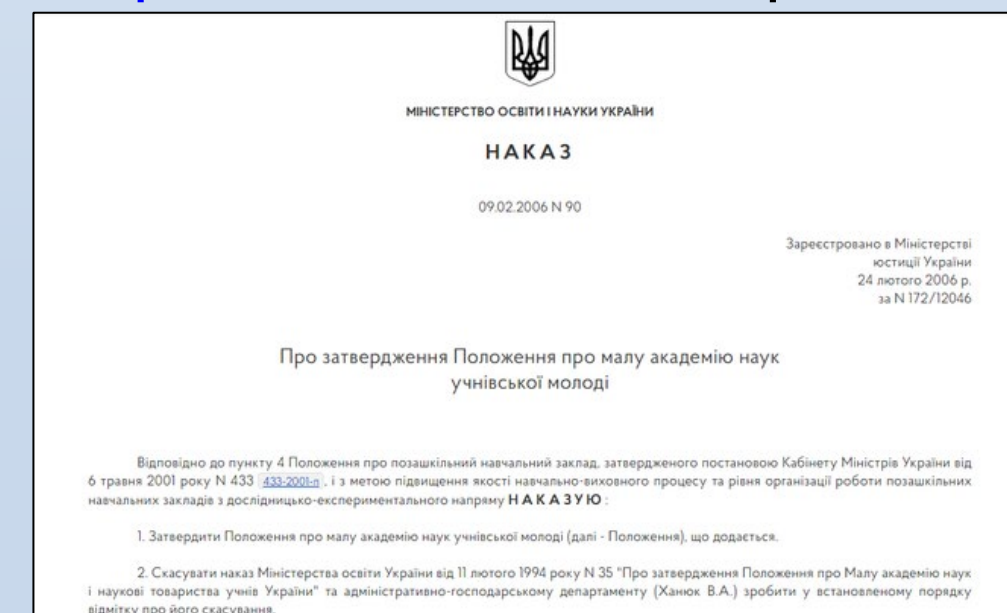 МІНІСТЕРСТВО ОСВІТИ І НАУКИ УКРАЇНИ
НАКАЗ
09.02.2006 N 90
Зареєстровано в Міністерстві
юстиції України
24 лютого 2006 р.
за N 172/12046
Про затвердження Положення про малу академію наук
учнівської молоді
Відповідно до пункту 4 Положення про позашкільний навчальний заклад, затвердженого постановою Кабінету Міністрів України від
6 травня 2001 року N 433 433-2001-п , і з метою підвищення якості навчально-виховного процесу та рівня організації роботи позашкільних
навчальних закладів з дослідницько-експериментального напряму НАКАЗУЮ :
1. Затвердити Положення про малу академію наук учнівської молоді (далі - Положення), що додається.
2. Скасувати наказ Міністерства освіти України від 11 лютого 1994 року N 35 "Про затвердження Положення про Малу академію наук
і наукові товариства учнів України" та адміністративно-господарському департаменту (Ханюк В.А.) зробити у встановленому порядку
відмітку про його скасування.